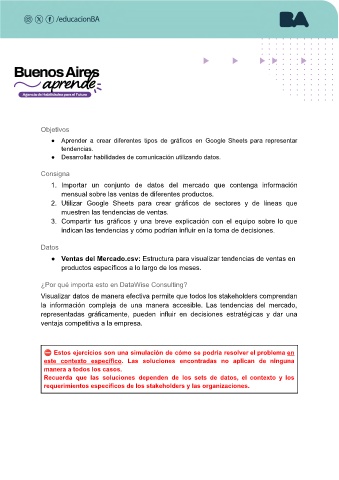 /educacionBA
BA
Buenos Aires
aprende
Agencia de Habilidades para el Futuro
Objetivos
● Aprender a crear diferentes tipos de gráficos en Google Sheets para representar
tendencias.
● Desarrollar habilidades de comunicación utilizando datos.
Consigna
1. Importar un conjunto de datos del mercado que contenga información
mensual sobre las ventas de diferentes productos.
2. Utilizar Google Sheets para crear gráficos de sectores y de líneas que
muestren las tendencias de ventas.
3. Compartir tus gráficos y una breve explicación con el equipo sobre lo que
indican las tendencias y cómo podrían influir en la toma de decisiones.
Datos
● Ventas del Mercado.csv: Estructura para visualizar tendencias de ventas en
productos específicos a lo largo de los meses.
¿Por qué importa esto en DataWise Consulting?
Visualizar datos de manera efectiva permite que todos los stakeholders comprendan
la información compleja de una manera accesible. Las tendencias del mercado,
representadas gráficamente, pueden influir en decisiones estratégicas y dar una
ventaja competitiva a la empresa.
Estos ejercicios son una simulación de cómo se podría resolver el problema en
este contexto específico. Las soluciones encontradas no aplican de ninguna
manera a todos los casos.
Recuerda que las soluciones dependen de los sets de datos, el contexto y los
requerimientos específicos de los stakeholders y las organizaciones.